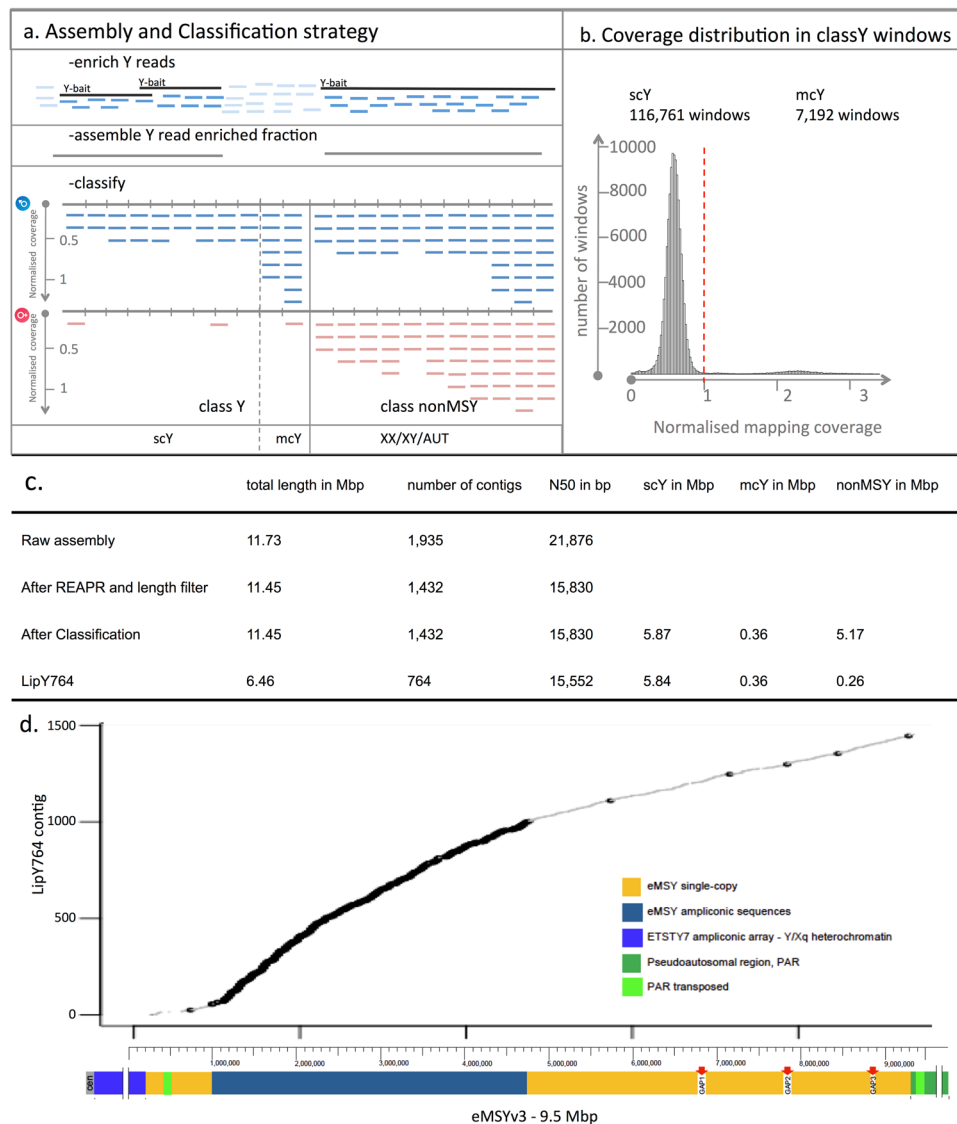 a. Assembly and Classification strategy
-enrich Y reads
Y-bait
Y-bait
Y-bait
-assemble Y read enriched fraction
-classify
Normalised coverage
0.5
1
Normalised coverage
0.5
1
class Y
class nonMSY
scY
mcY
XX/XY/AUT
b. Coverage distribution in classY windows
scY
116,761 windows
mcY
7,192 windows
number of windows
10000
8000
6000
4000
2000
0
1
2
3
Normalised mapping coverage
c.
total length in Mbp number of contigs N50 in bp scY in Mbp mcY in Mbp nonMSY in Mbp
Raw assembly 11.73 1,935 21,876
After REAPR and length filter 11.45 1,432 15,830
After Classification 11.45 1,432 15,830 5.87 0.36 5.17
LipY764 6.46 764 15,552 5.84 0.36 0.26
d.
LipY764 contig
1500
1000
500
0
eMSY single-copy
eMSY ampliconic sequences
ETSTY7 ampliconic array - Y/Xq heterochromatin
Pseudoautosomal region, PAR
PAR transposed
1,000,000 2,000,000 3,000,000 4,000,000 5,000,000 6,000,000 7,000,000 8,000,000 9,000,000
cen
GAP1
GAP2
GAP3
eMSYv3 - 9.5 Mbp